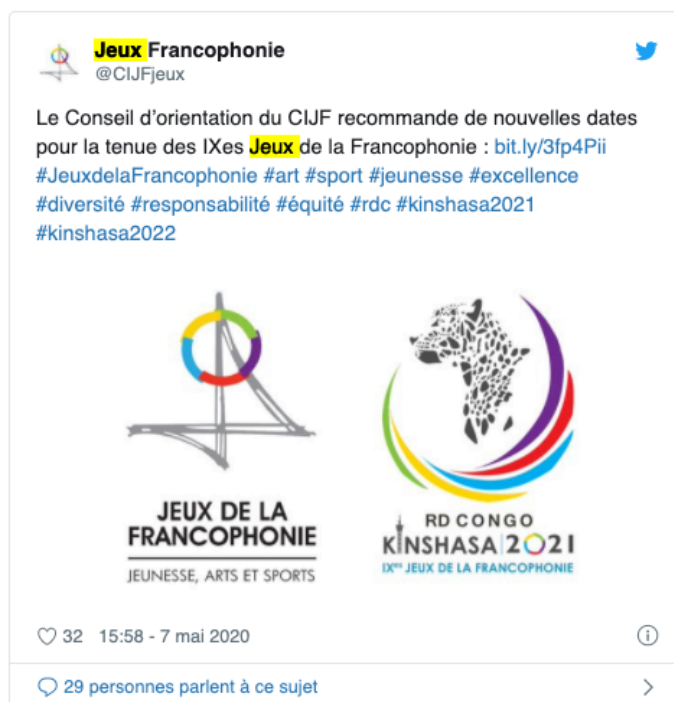 Jeux Francophonie
@CIJFjeux
Le Conseil d'orientation du CIJF recommande de nouvelles dates
pour la tenue des IXes Jeux de la Francophonie : bit.ly/3fp4Pii
#JeuxdelaFrancophonie #art #sport #jeunesse #excellence
#diversité #responsabilité #équité #rdc #kinshasa2021
#kinshasa2022
JEUX DE LA
FRANCOPHONIE
JEUNESSE, ARTS ET SPORTS
RD CONGO
KINSHASA 2021
IXes JEUX DE LA FRANCOPHONIE
32 15:58 - 7 mai 2020
29 personnes parlent à ce sujet